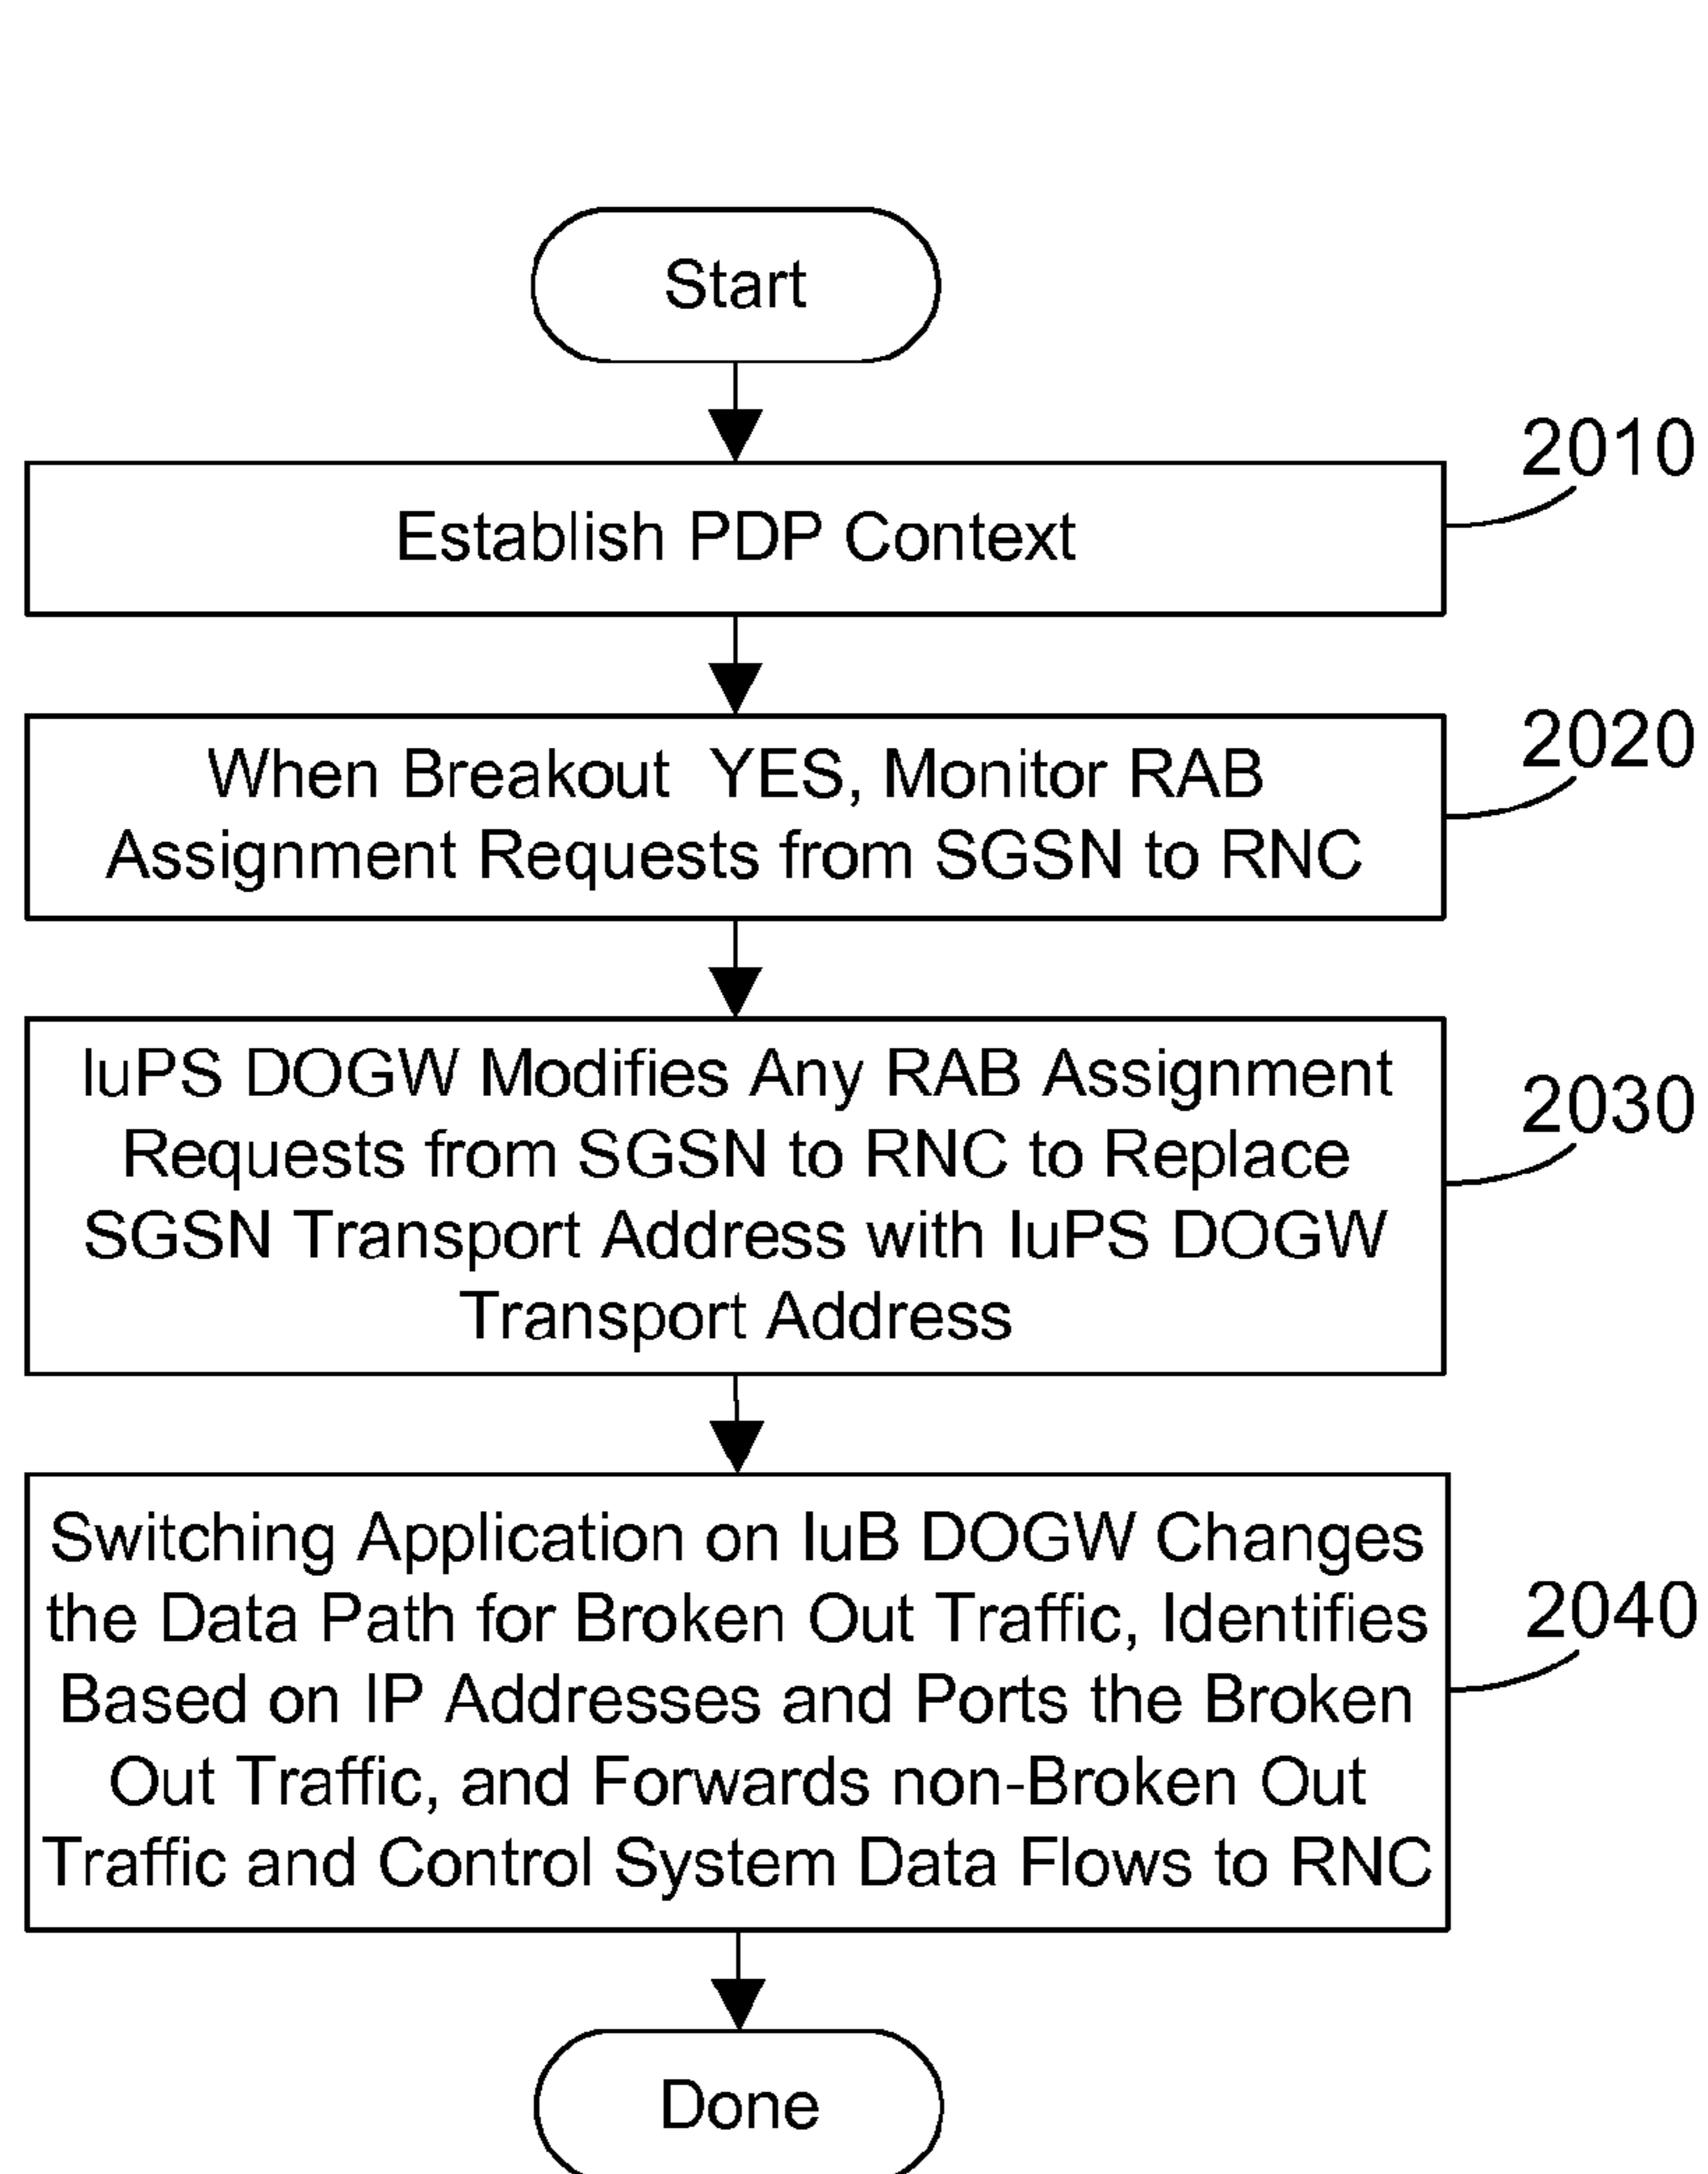 Start
2010
Establish PDP Context
2020
When Breakout YES, Monitor RAB
Assignment Requests from SGSN to RNC
IuPS DOGW Modifies Any RAB Assignment
2030
Requests from SGSN to RNC to Replace
SGSN Transport Address with IuPS DOGW
Transport Address
Switching Application on IuB DOGW Changes
2040
the Data Path for Broken Out Traffic, Identifies
Based on IP Addresses and Ports the Broken
Out Traffic, and Forwards non-Broken Out
Traffic and Control System Data Flows to RNC
Done